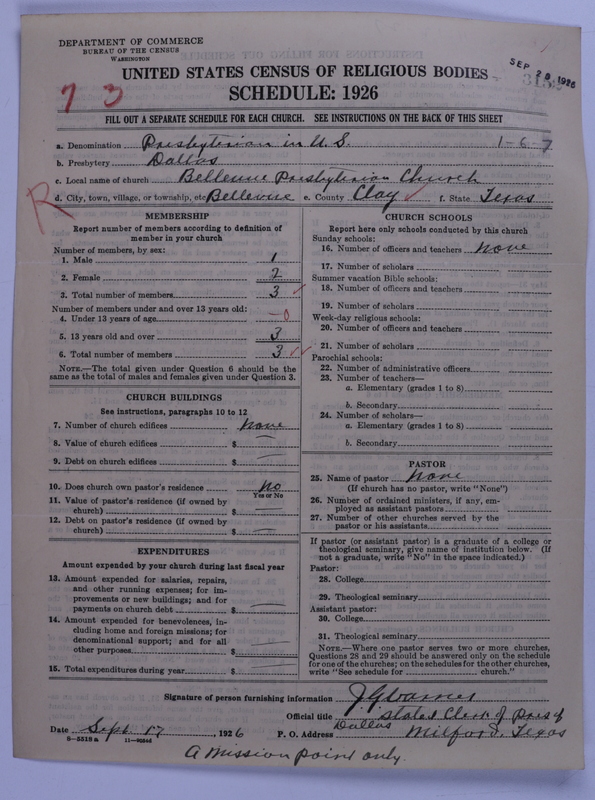 DEPARTMENT OF COMMERCE
BUREAU OF THE CENSUS
WASHINGTON
SEP 28 1926
UNITED STATES CENSUS OF RELIGIOUS BODIES
SCHEDULE: 1926
7 3
FILL OUT A SEPARATE SCHEDULE FOR EACH CHURCH. SEE INSTRUCTIONS ON THE BACK OF THIS SHEET
a. Denomination Presbyterian in U.S. 1-6-7
b. Presbytery Dallas
c. Local name of church Bellevue Presbyterian Church
R
d. City, town, village, or township, etc Bellevue e. County Clay f. State Texas
MEMBERSHIP
Report number of members according to definition of
member in your church
Number of members, by sex:
1. Male 1
2. Female 2
3. Total number of members 3
Number of members under and over 13 years old:
4. Under 13 years of age 0
5. 13 years old and over 3
6. Total number of members 3
NOTE.—The total given under Question 6 should be
same as the total of males and females given under Question 3.
CHURCH BUILDINGS
See instructions, paragraphs 10 to 12
7. Number of church edifices none
8. Value of church edifices $
9. Debt on church edifices $
10. Does church own pastor's residence No
Yes or No
11. Value of pastor's residence (if owned by
church) $
12. Debt on pastor's residence (if owned by
church) $
EXPENDITURES
Amount expended by your church during last fiscal year
13. Amount expended for salaries, repairs,
and other running expenses; for im-
provements or new buildings; and for
payments on church debt $
14. Amount expended for benevolences, in-
cluding home and foreign missions; for
denominational support; and for all
other purposes $
15. Total expenditures during year $
CHURCH SCHOOLS
Report here only schools conducted by this church
Sunday schools:
16. Number of officers and teachers None
17. Number of scholars
Summer vacation Bible schools:
18. Number of officers and teachers
19. Number of scholars
Week-day religious schools:
20. Number of officers and teachers
21. Number of scholars
Parochial schools:
22. Number of administrative officers
23. Number of teachers—
a. Elementary (grades 1 to 8)
b. Secondary
24. Number of scholars—
a. Elementary (grades 1 to 8)
b. Secondary
PASTOR
25. Name of pastor None
(If church has no pastor, write "None")
26. Number of ordained ministers, if any, em-
ployed as assistant pastors
27. Number of other churches served by the
pastor or his assistants
If pastor (or assistant pastor) is a graduate of a college or
theological seminary, give name of institution below. (If
not a graduate, write "No" in the space indicated.)
Pastor:
28. College
29. Theological seminary
Assistant pastor:
30. College
31. Theological seminary
NOTE.—Where one pastor serves two or more churches,
Questions 28 and 29 should be answered only on the schedule
for one of the churches; on the schedules for the other churches,
write "See schedule for church."
Signature of person furnishing information J G Varner
Official title Stated Clerk of Pres of
Dallas
Date Sept. 17, 1926 P. O. Address Milford, Texas
8-5518a
A mission point only.